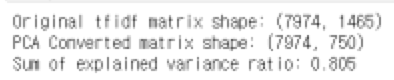 Original tfidf matrix shape: (7974, 1465)
PCA Converted matrix shape: (7974, 750)
Sum of explained variance ratio: 0.805